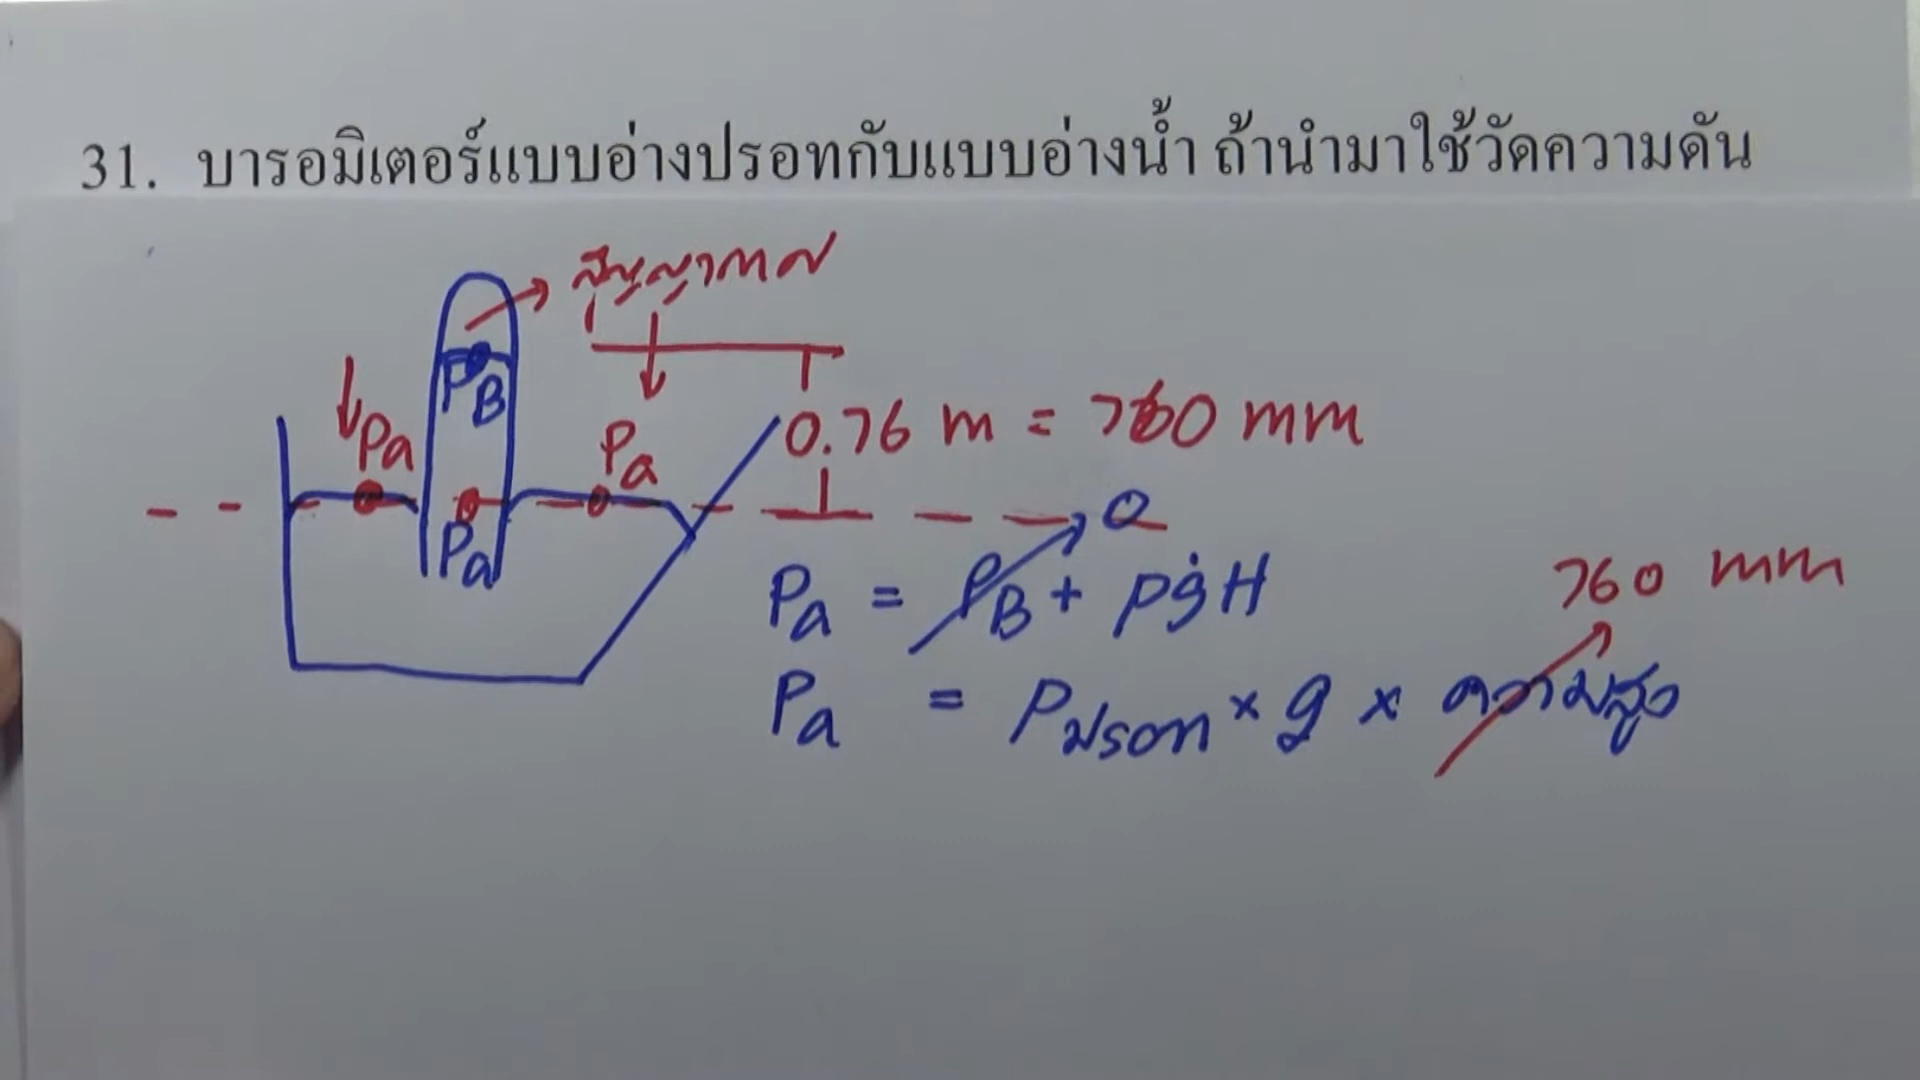 31. บารอมิเตอร์แบบอ่างปรอทกับแบบอ่างน้ำ ถ้านำมาใช้วัดความดัน
สุญญากาศ
PB
Pa
Pa
0.76 m = 760 mm
Pa
0
Pa = PB + ρgH
760 mm
Pa = ρปรอท × g × ความสูง